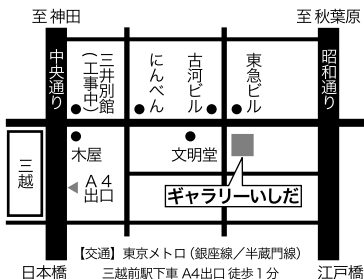 至神田
至秋葉原
中央通り
三井別館
(工事中)
にんべん
古河ビル
東急ビル
昭和通り
三越
木屋
A4
出口
文明堂
ギャラリーいしだ
日本橋
【交通】東京メトロ(銀座線/半蔵門線)
三越前駅下車 A4出口 徒歩1分
江戸橋